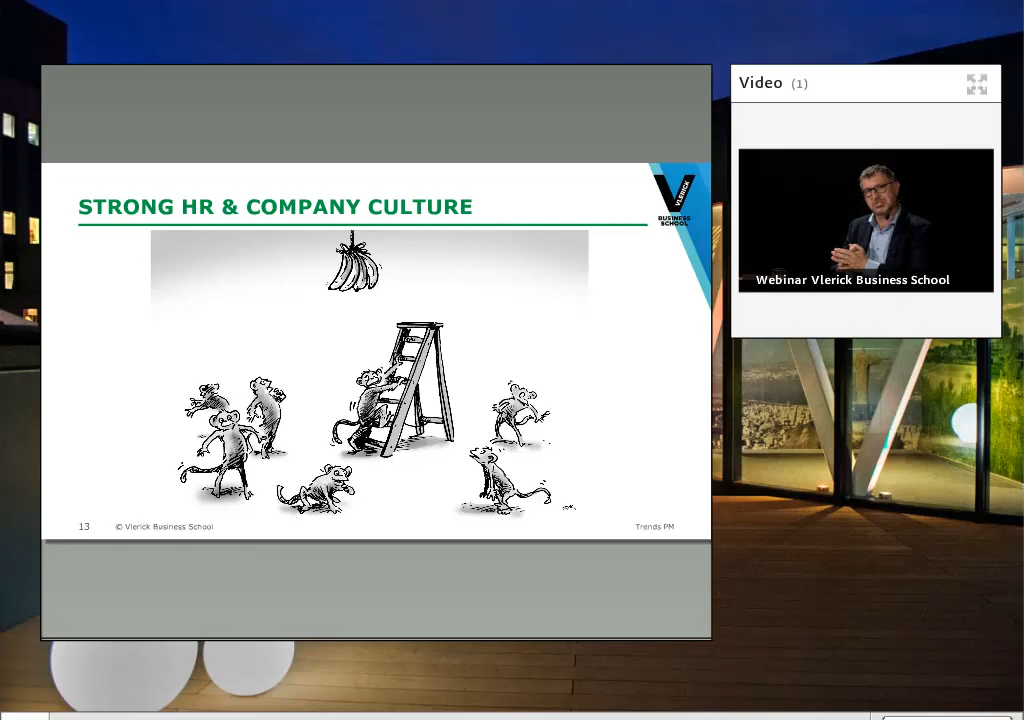 STRONG HR & COMPANY CULTURE
VLERICK
BUSINESS
SCHOOL
13 © Vlerick Business School Trends PM
Video (1)
Webinar Vlerick Business School